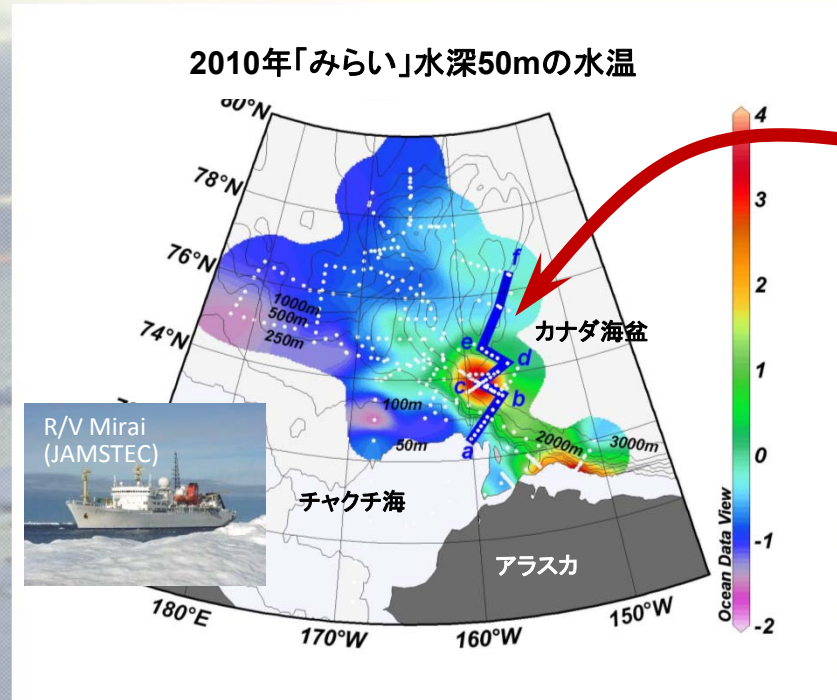 2010年「みらい」水深50mの水温
80°N
78°N
76°N
74°N
1000m
500m
250m
100m
50m
2000m
3000m
f
e
d
c
b
a
カナダ海盆
チャクチ海
アラスカ
R/V Mirai
(JAMSTEC)
180°E
170°W
160°W
150°W
4
3
2
1
0
-1
-2
Ocean Data View